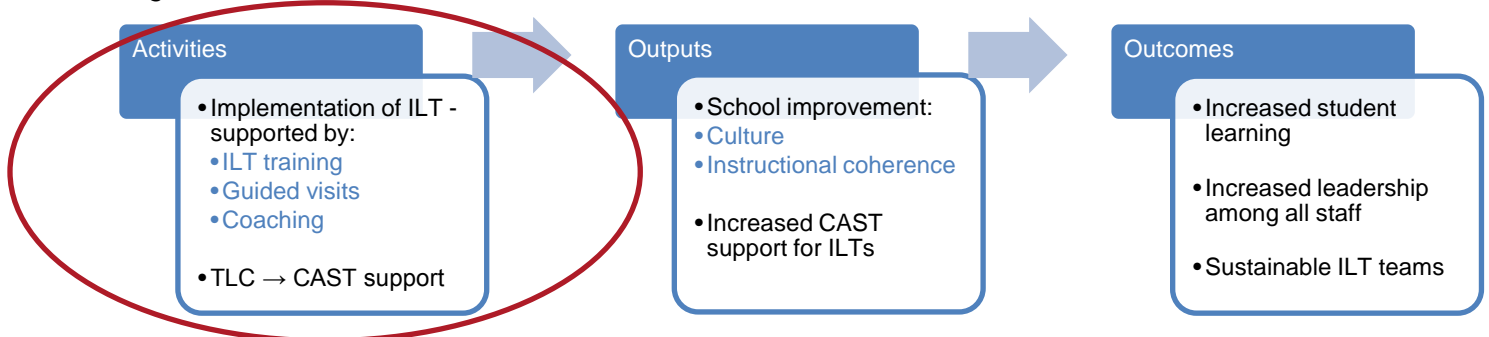 Activities
•Implementation of ILT -
supported by:
•ILT training
•Guided visits
•Coaching
•TLC → CAST support
Outputs
•School improvement:
•Culture
•Instructional coherence
•Increased CAST
support for ILTs
Outcomes
•Increased student
learning
•Increased leadership
among all staff
•Sustainable ILT teams